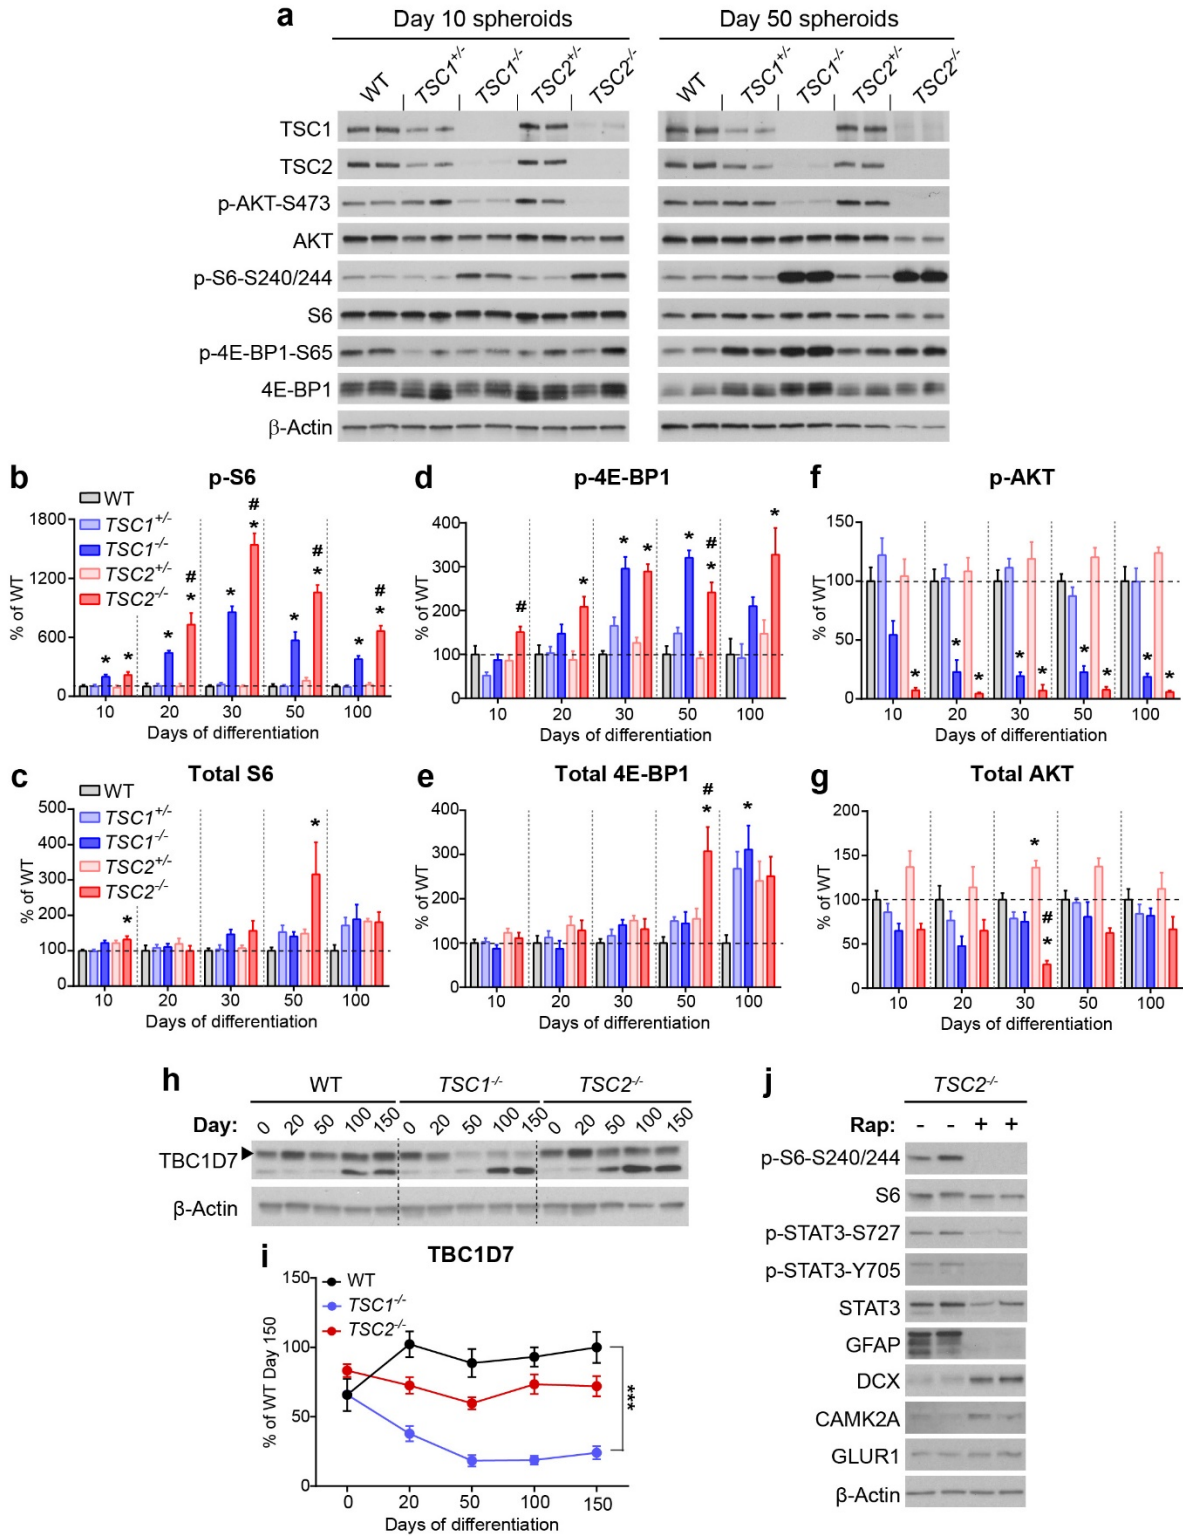 a
Day 10 spheroids Day 50 spheroids
WT TSC1+/- TSC1-/- TSC2+/- TSC2-/- WT TSC1+/- TSC1-/- TSC2+/- TSC2-/-
TSC1
TSC2
p-AKT-S473
AKT
p-S6-S240/244
S6
p-4E-BP1-S65
4E-BP1
β-Actin
b
p-S6
WT
TSC1+/-
TSC1-/-
TSC2+/-
TSC2-/-
% of WT
1800
1200
600
0
* * * # * * # * * # * * # *
10 20 30 50 100
Days of differentiation
d
p-4E-BP1
% of WT
400
300
200
100
0
# * * * * # * *
10 20 30 50 100
Days of differentiation
f
p-AKT
% of WT
150
100
50
0
* * * * * * * * *
10 20 30 50 100
Days of differentiation
c
Total S6
WT
TSC1+/-
TSC1-/-
TSC2+/-
TSC2-/-
% of WT
500
400
300
200
100
0
* *
10 20 30 50 100
Days of differentiation
e
Total 4E-BP1
% of WT
400
300
200
100
0
# * *
10 20 30 50 100
Days of differentiation
g
Total AKT
% of WT
200
150
100
50
0
* # *
10 20 30 50 100
Days of differentiation
h
WT TSC1-/- TSC2-/-
Day: 0 20 50 100 150 0 20 50 100 150 0 20 50 100 150
TBC1D7
β-Actin
i
TBC1D7
WT
TSC1-/-
TSC2-/-
% of WT Day 150
150
100
50
0
***
0 20 50 100 150
Days of differentiation
j
TSC2-/-
Rap: - - + +
p-S6-S240/244
S6
p-STAT3-S727
p-STAT3-Y705
STAT3
GFAP
DCX
CAMK2A
GLUR1
β-Actin